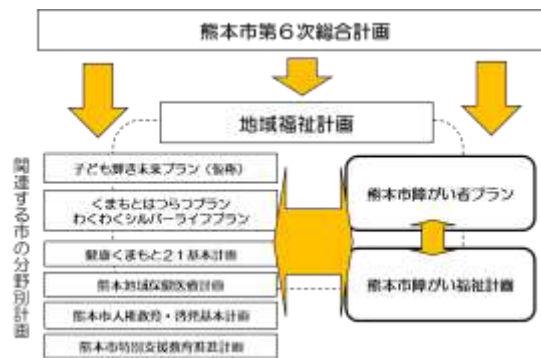 熊本市第6次総合計画
地域福祉計画
関連する市の分野別計画
子ども輝き未来プラン（仮称）
くまもとはつらつプラン
わくわくシルバーライフプラン
健康くまもと21基本計画
熊本地域保健医療計画
熊本市人権教育・啓発基本計画
熊本市特別支援教育推進計画
熊本市障がい者プラン
熊本市障がい福祉計画